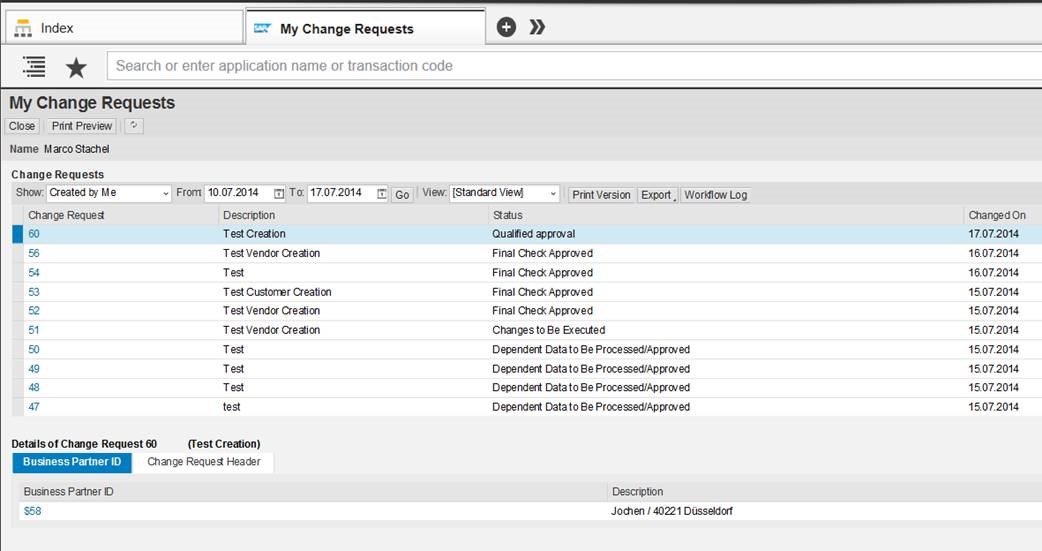 Index
SAP My Change Requests
Search or enter application name or transaction code
My Change Requests
Close Print Preview
Name Marco Stachel
Change Requests
Show: Created by Me From 10.07.2014 To: 17.07.2014 Go View: [Standard View] Print Version Export Workflow Log
Change Request Description Status Changed On
60 Test Creation Qualified approval 17.07.2014
56 Test Vendor Creation Final Check Approved 16.07.2014
54 Test Final Check Approved 16.07.2014
53 Test Customer Creation Final Check Approved 15.07.2014
52 Test Vendor Creation Final Check Approved 15.07.2014
51 Test Vendor Creation Changes to Be Executed 15.07.2014
50 Test Dependent Data to Be Processed/Approved 15.07.2014
49 Test Dependent Data to Be Processed/Approved 15.07.2014
48 Test Dependent Data to Be Processed/Approved 15.07.2014
47 test Dependent Data to Be Processed/Approved 15.07.2014
Details of Change Request 60 (Test Creation)
Business Partner ID Change Request Header
Business Partner ID Description
$58 Jochen / 40221 Düsseldorf